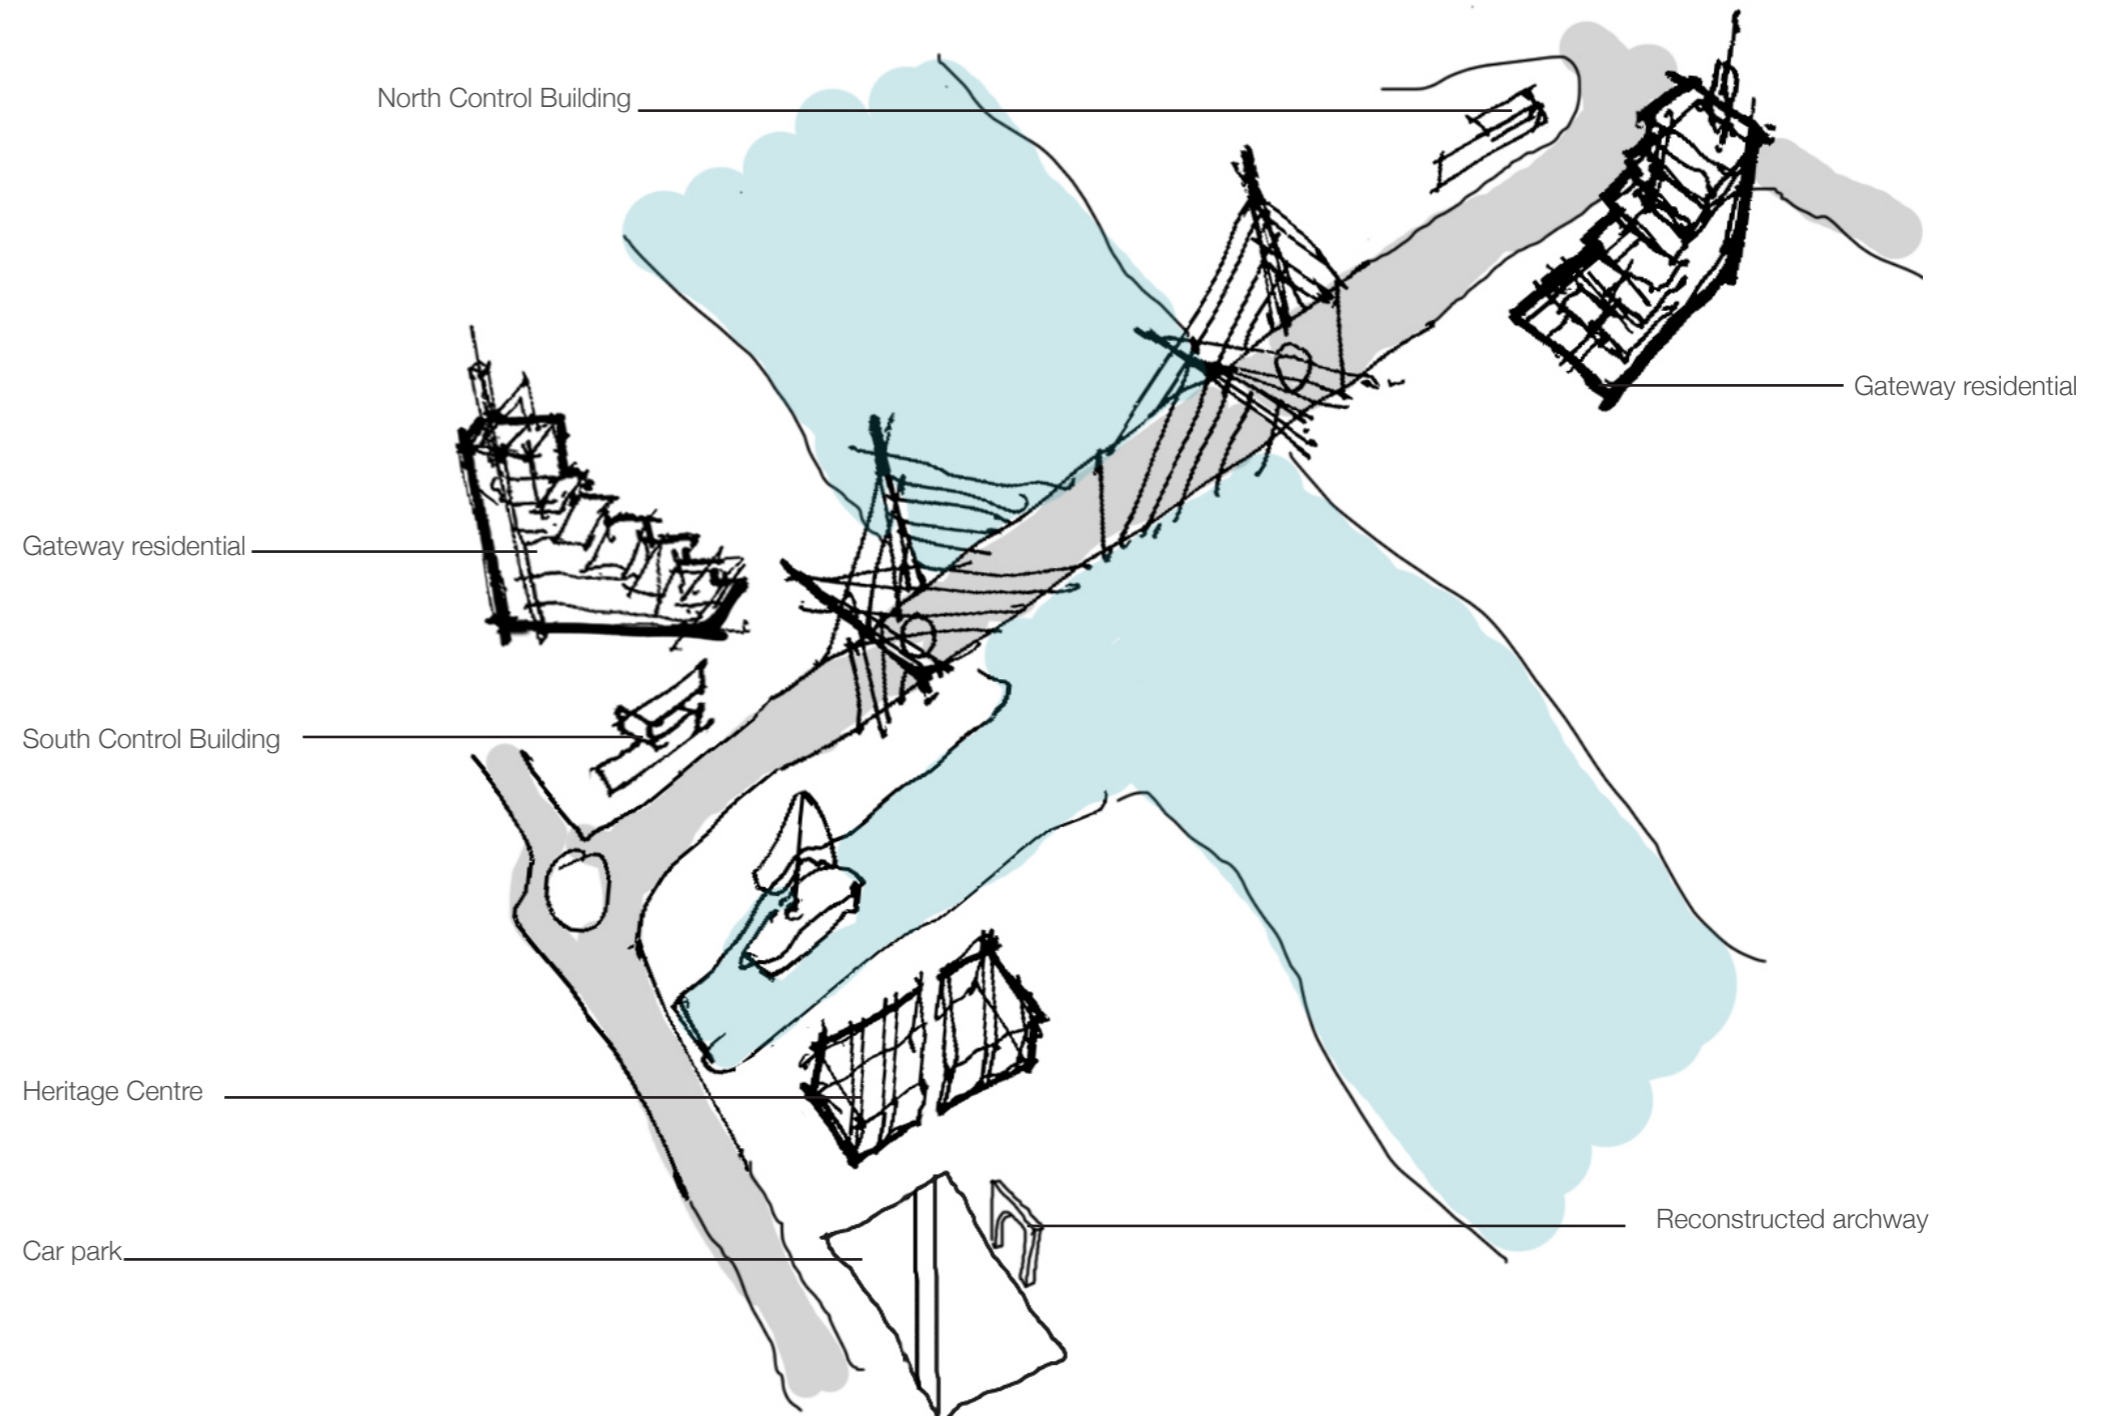 North Control Building
Gateway residential
Gateway residential
South Control Building
Heritage Centre
Reconstructed archway
Car park